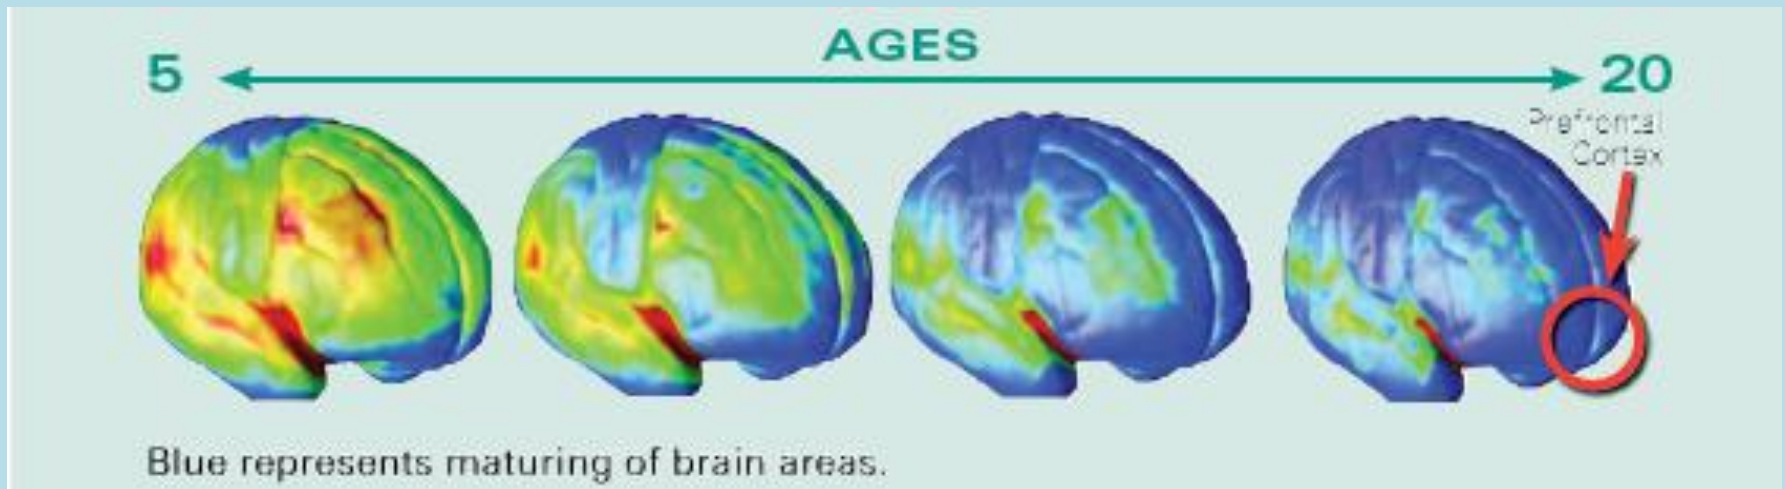 AGES
5 20
Prefrontal
Cortex
Blue represents maturing of brain areas.